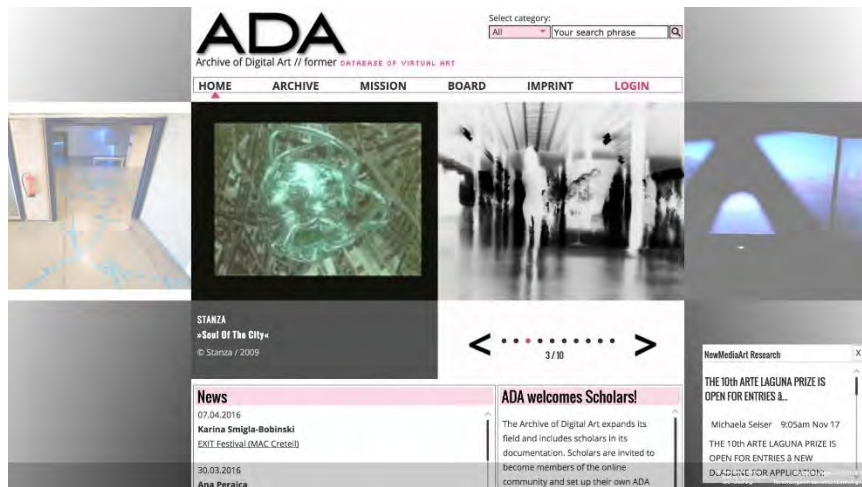 Select category:
All
Your search phrase
ADA
Archive of Digital Art // former DATABASE OF VIRTUAL ART
HOME ARCHIVE MISSION BOARD IMPRINT LOGIN
STANZA
»Soul Of The City«
© Stanza / 2009
< >
3 / 10
News
07.04.2016
Karina Smigla-Bobinski
EXIT Festival (MAC Creteil)
30.03.2016
Ana Peraica
ADA welcomes Scholars!
The Archive of Digital Art expands its
field and includes scholars in its
documentation. Scholars are invited to
become members of the online
community and set up their own ADA
NewMediaArt Research X
THE 10th ARTE LAGUNA PRIZE IS
OPEN FOR ENTRIES â...
Michaela Seiser 9:05am Nov 17
THE 10th ARTE LAGUNA PRIZE IS
OPEN FOR ENTRIES â NEW
DEADLINE FOR APPLICATION: